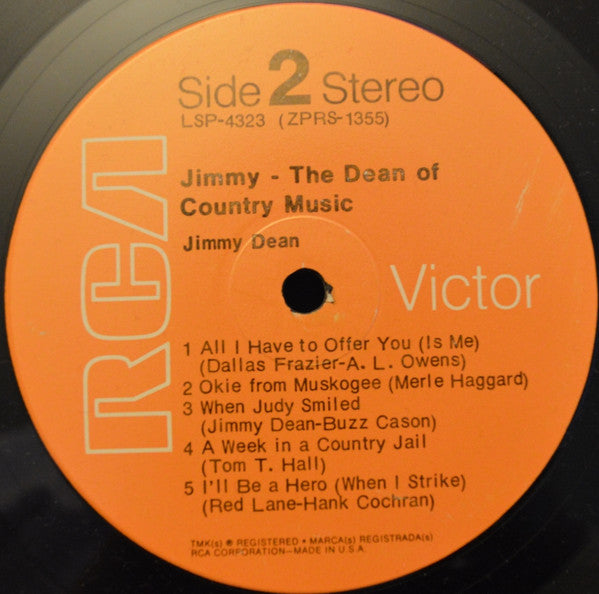 Side 2 Stereo
LSP-4323 (ZPRS-1355)
Jimmy - The Dean of
Country Music
Jimmy Dean
RCA
Victor
1 All I Have to Offer You (Is Me)
(Dallas Frazier-A. L. Owens)
2 Okie from Muskogee (Merle Haggard)
3 When Judy Smiled
(Jimmy Dean-Buzz Cason)
4 A Week in a Country Jail
(Tom T. Hall)
5 I'll Be a Hero (When I Strike)
(Red Lane-Hank Cochran)
TMK(s) ® REGISTERED • MARCA(s) REGISTRADA(s)
RCA CORPORATION—MADE IN U.S.A.